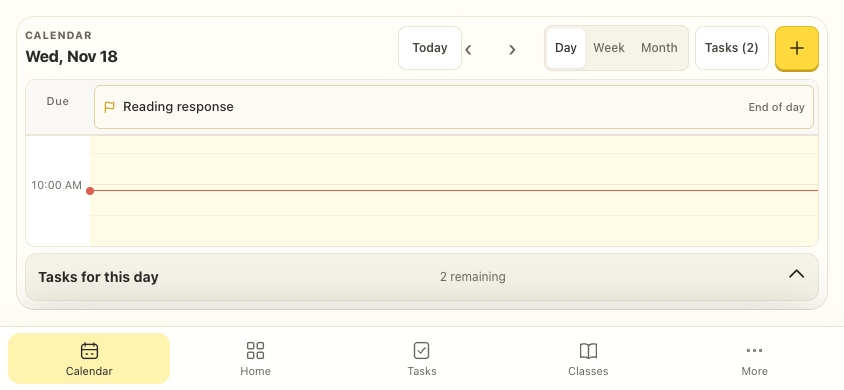 CALENDAR
Wed, Nov 18
Today
Day Week Month
Tasks (2)
Due
Reading response
End of day
10:00 AM
Tasks for this day
2 remaining
Calendar
Home
Tasks
Classes
More